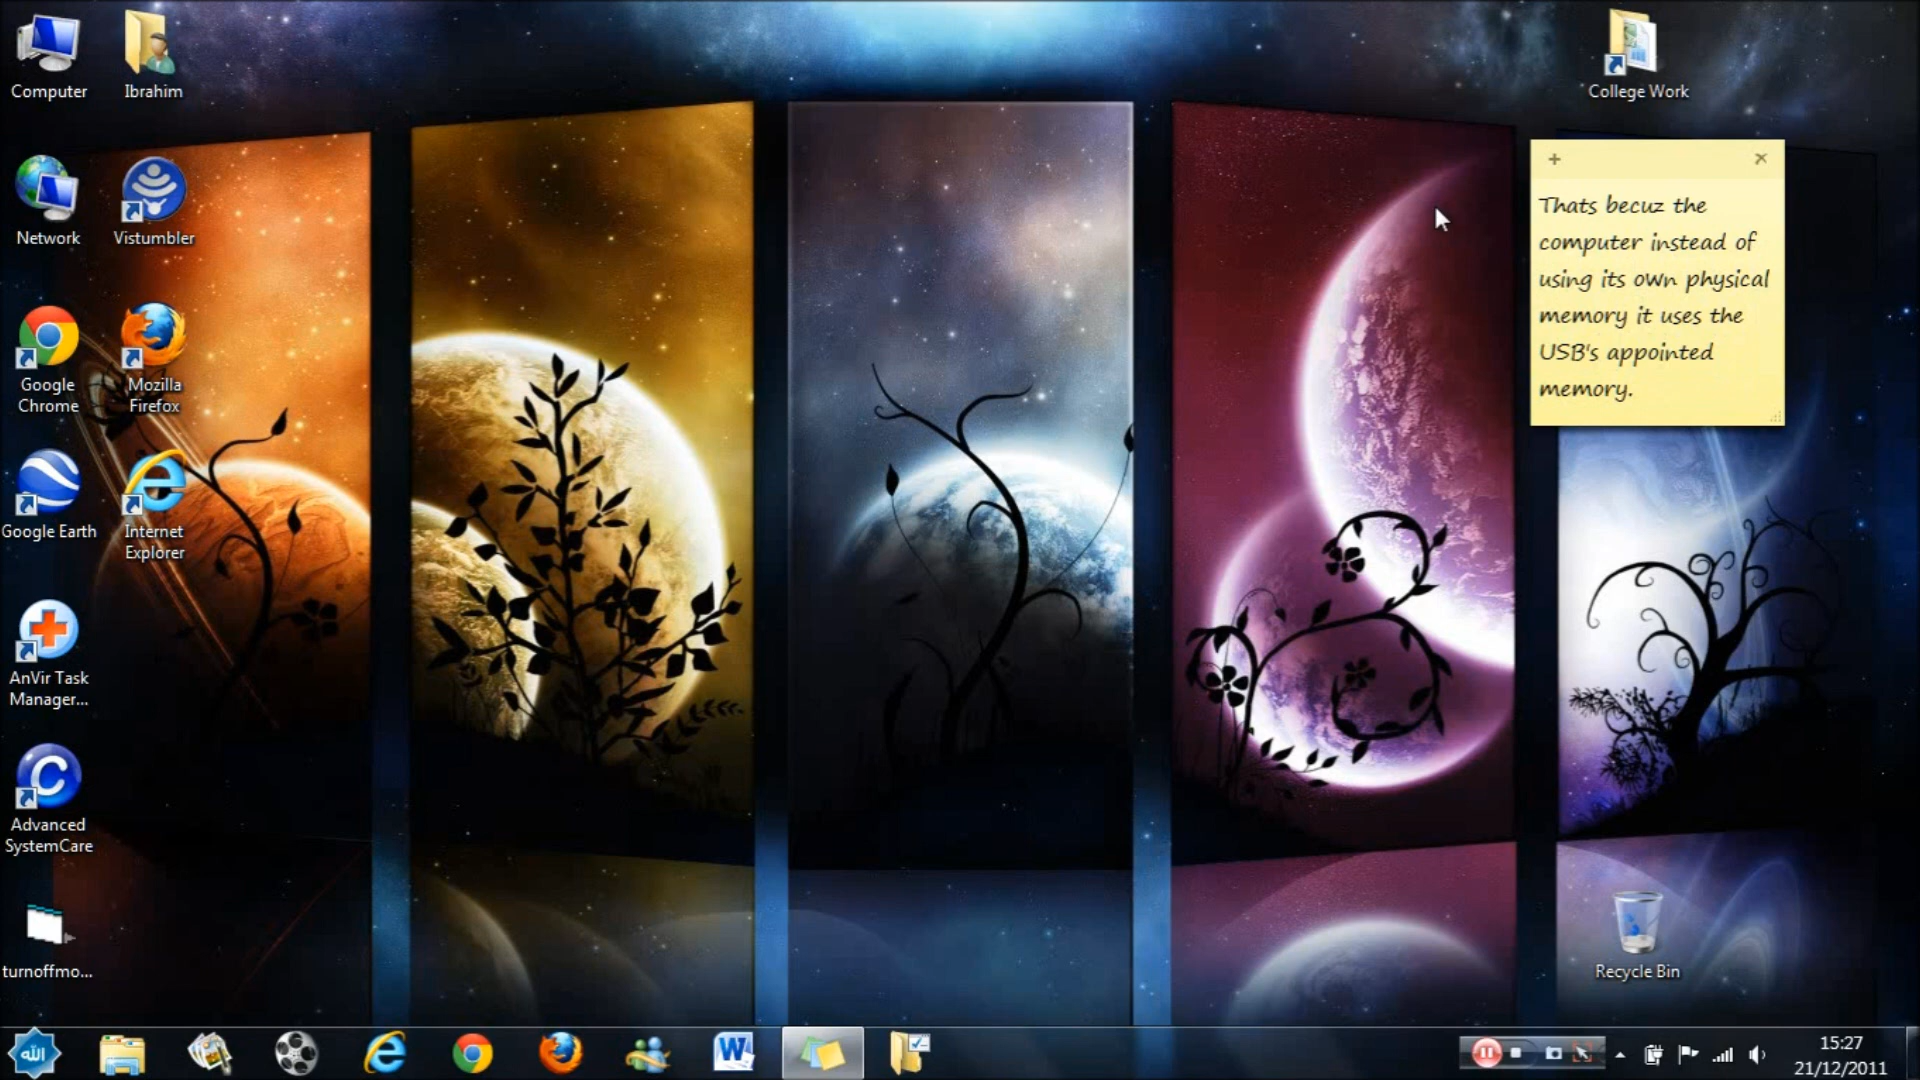 Computer
Ibrahim
College Work
Network
Vistumbler
Thats becuz the
computer instead of
using its own physical
memory it uses the
USB's appointed
memory.
Google
Chrome
Mozilla
Firefox
Google Earth
Internet
Explorer
AnVir Task
Manager...
Advanced
SystemCare
turnoffmo...
Recycle Bin
الله
W
15:27
21/12/2011